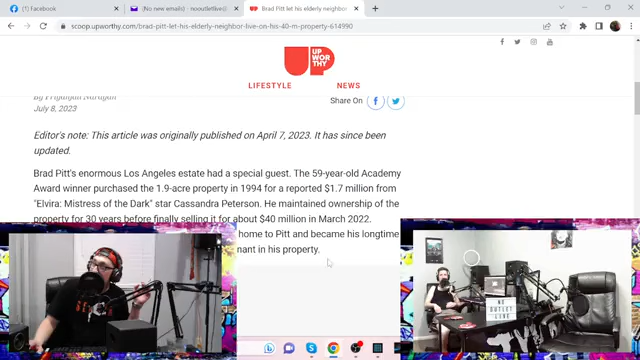 Facebook
(No new emails) - nooutletlive@
Brad Pitt let his elderly neighbor
scoop.upworthy.com/brad-pitt-let-his-elderly-neighbor-live-on-his-40-m-property-614990
UP
WOR
THY
LIFESTYLE
NEWS
By Priyanjali Narayan
Share On
July 8, 2023
Editor's note: This article was originally published on April 7, 2023. It has since been
updated.
Brad Pitt's enormous Los Angeles estate had a special guest. The 59-year-old Academy
Award winner purchased the 1.9-acre property in 1994 for a reported $1.7 million from
"Elvira: Mistress of the Dark" star Cassandra Peterson. He maintained ownership of the
property for 30 years before finally selling it for about $40 million in March 2022.
home to Pitt and became his longtime
nant in his property.
NO
OUTLET
LIVE